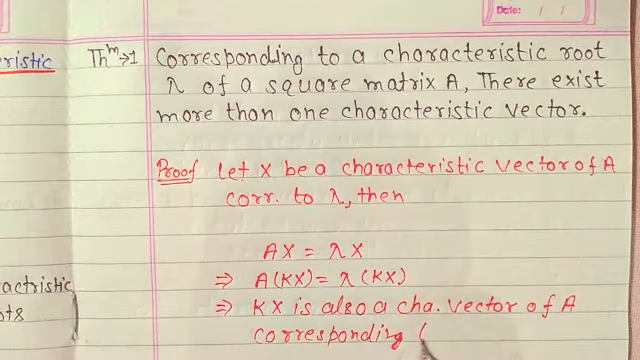 Date: / /
ristic
Thm→1 Corresponding to a characteristic root
λ of a square matrix A, There exist
more than one characteristic vector.
Proof Let X be a characteristic vector of A
corr. to λ, then
AX = λX
⇒ A(KX) = λ(KX)
⇒ KX is also a cha. vector of A
corresponding
actristic
ots